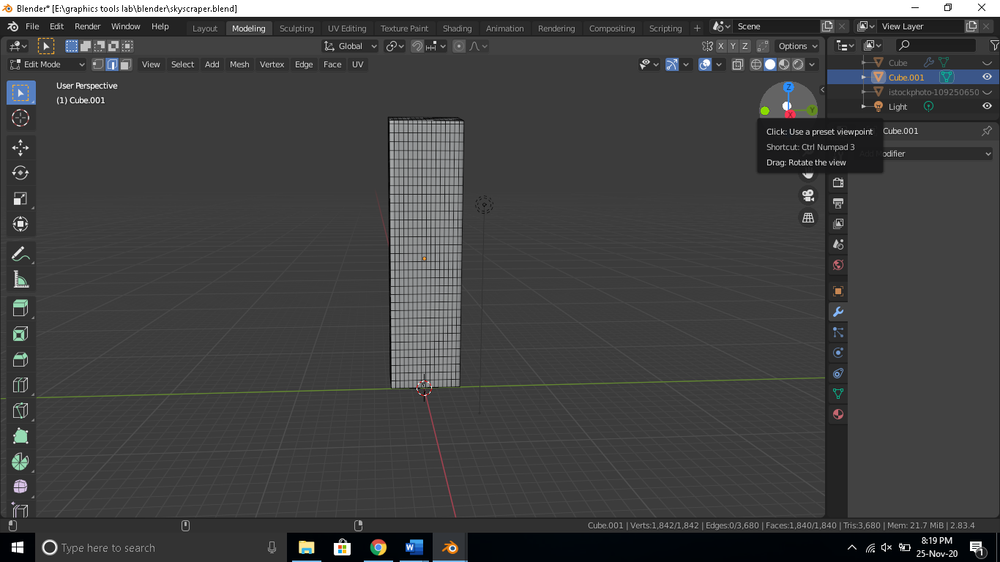 Blender* [E:\graphics tools lab\blender\skyscraper.blend]
File Edit Render Window Help Layout Modeling Sculpting UV Editing Texture Paint Shading Animation Rendering Compositing Scripting + Scene View Layer
Global X Y Z Options
Edit Mode View Select Add Mesh Vertex Edge Face UV
Cube
User Perspective
(1) Cube.001
Cube.001
istockphoto-109250650
Light
Z
Y
X
Click: Use a preset viewpoint
Shortcut: Ctrl Numpad 3
Drag: Rotate the view
Cube.001
Add Modifier
Cube.001 | Verts:1,842/1,842 | Edges:0/3,680 | Faces:1,840/1,840 | Tris:3,680 | Mem: 21.7 MiB | 2.83.4
Type here to search
8:19 PM
25-Nov-20
1